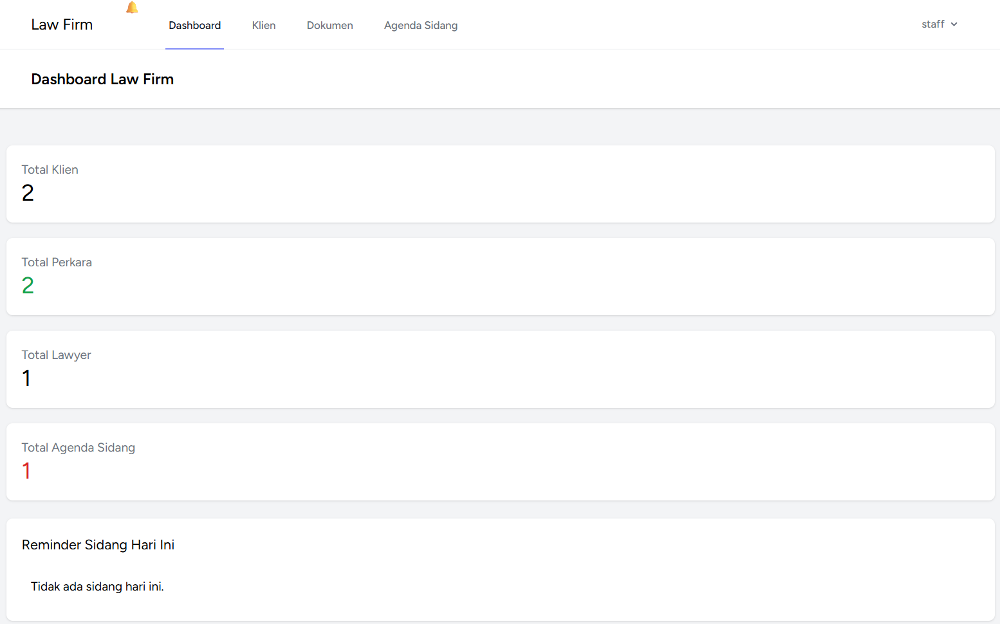 Law Firm
Dashboard
Klien
Dokumen
Agenda Sidang
staff
Dashboard Law Firm
Total Klien
2
Total Perkara
2
Total Lawyer
1
Total Agenda Sidang
1
Reminder Sidang Hari Ini
Tidak ada sidang hari ini.